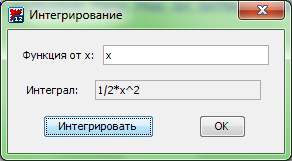 Интегрирование
Функция от x: x
Интеграл: 1/2*x^2
Интегрировать OK